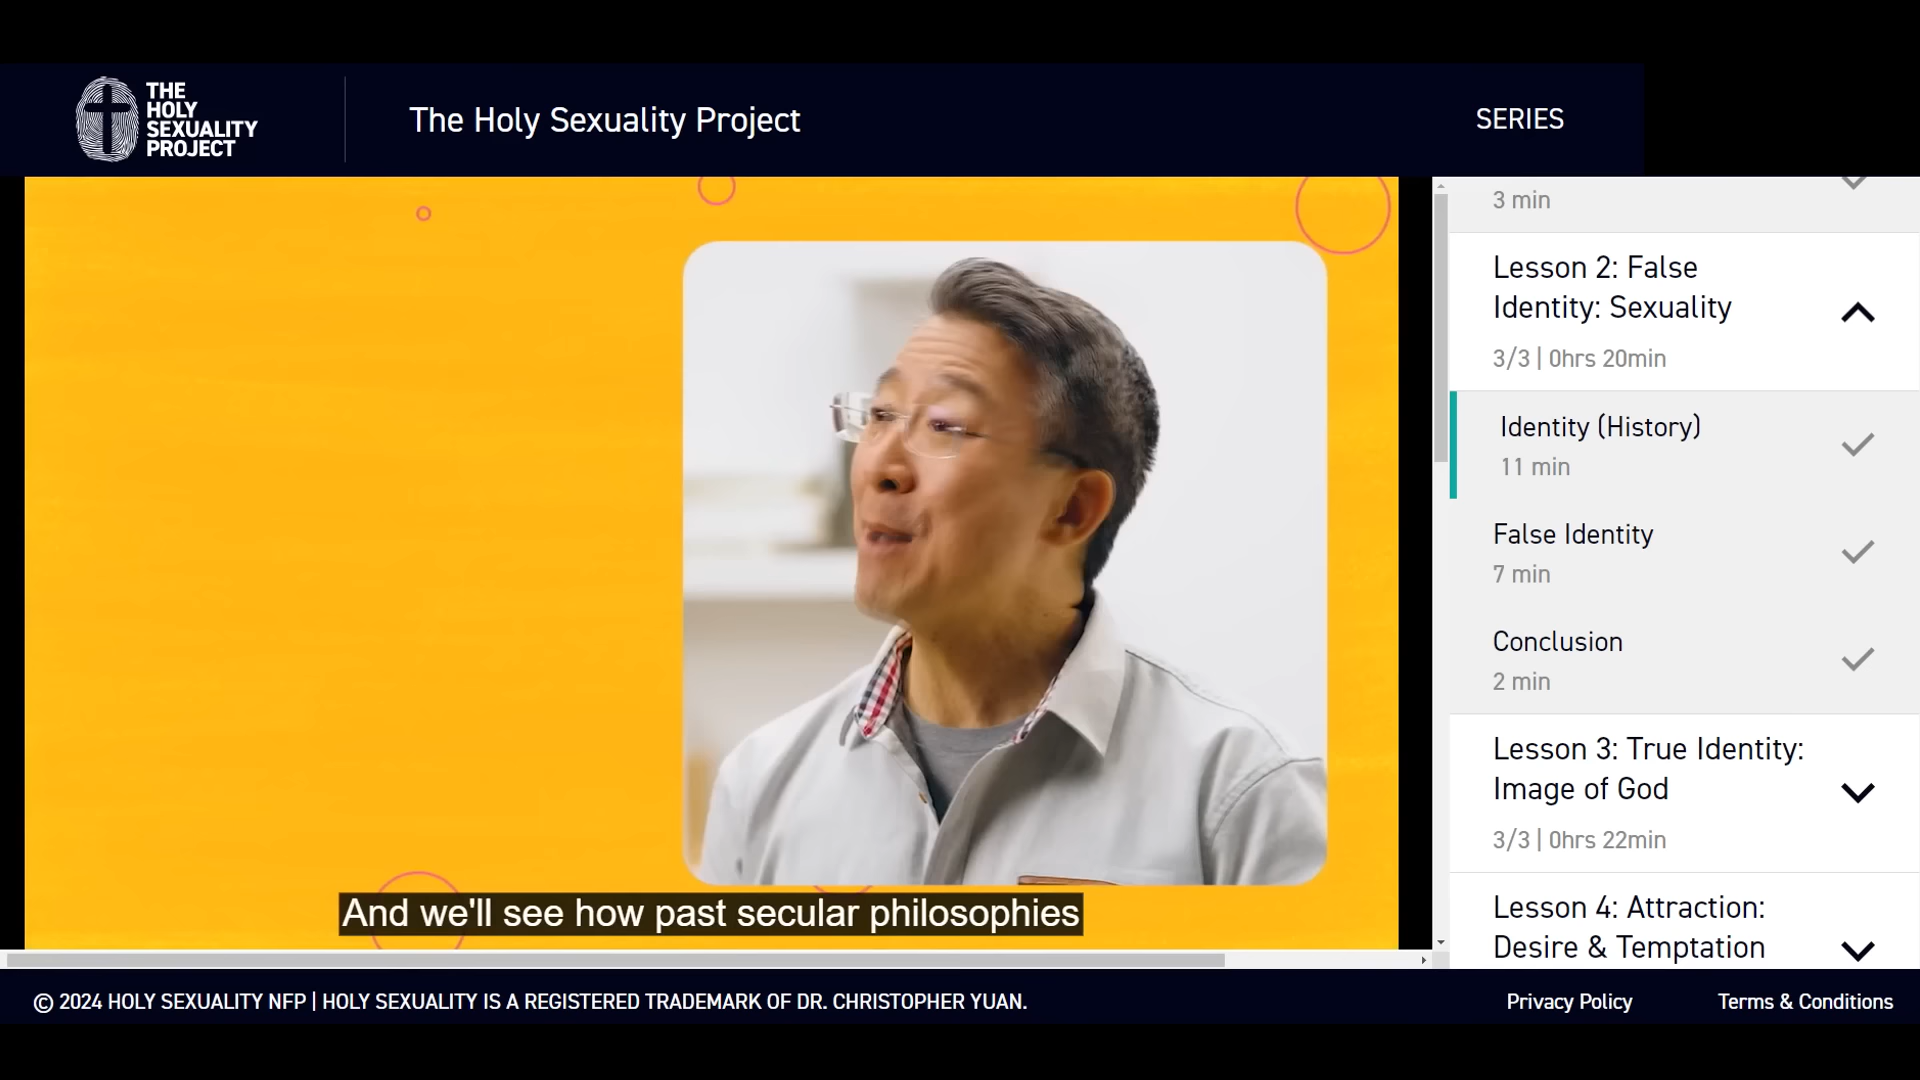 THE
HOLY
SEXUALITY
PROJECT
The Holy Sexuality Project
SERIES
3 min
Lesson 2: False
Identity: Sexuality
3/3 | 0hrs 20min
Identity (History)
11 min
False Identity
7 min
Conclusion
2 min
Lesson 3: True Identity:
Image of God
3/3 | 0hrs 22min
Lesson 4: Attraction:
Desire & Temptation
And we'll see how past secular philosophies
© 2024 HOLY SEXUALITY NFP | HOLY SEXUALITY IS A REGISTERED TRADEMARK OF DR. CHRISTOPHER YUAN.
Privacy Policy
Terms & Conditions